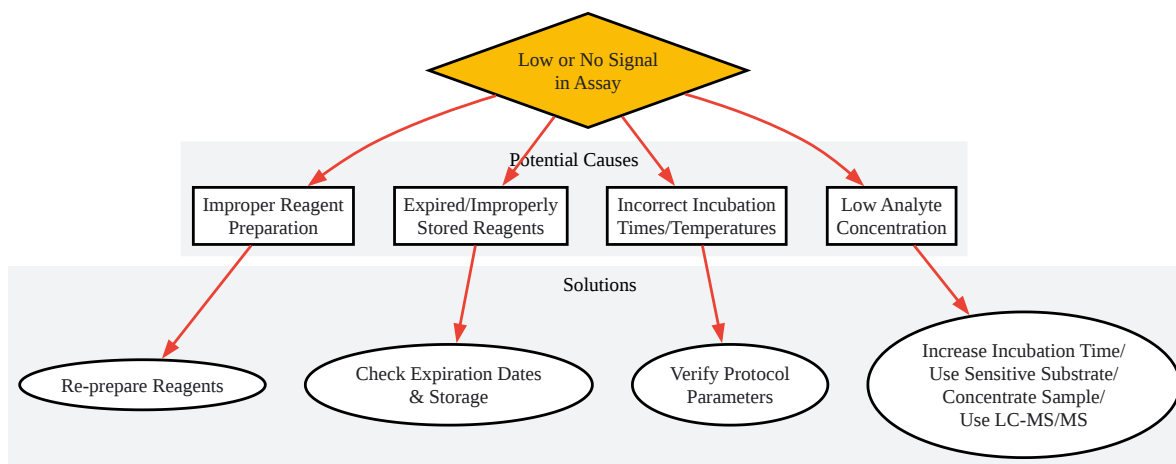 Low or No Signal
in Assay
Potential Causes
Improper Reagent
Preparation
Expired/Improperly
Stored Reagents
Incorrect Incubation
Times/Temperatures
Low Analyte
Concentration
Solutions
Re-prepare Reagents
Check Expiration Dates
& Storage
Verify Protocol
Parameters
Increase Incubation Time/
Use Sensitive Substrate/
Concentrate Sample/
Use LC-MS/MS